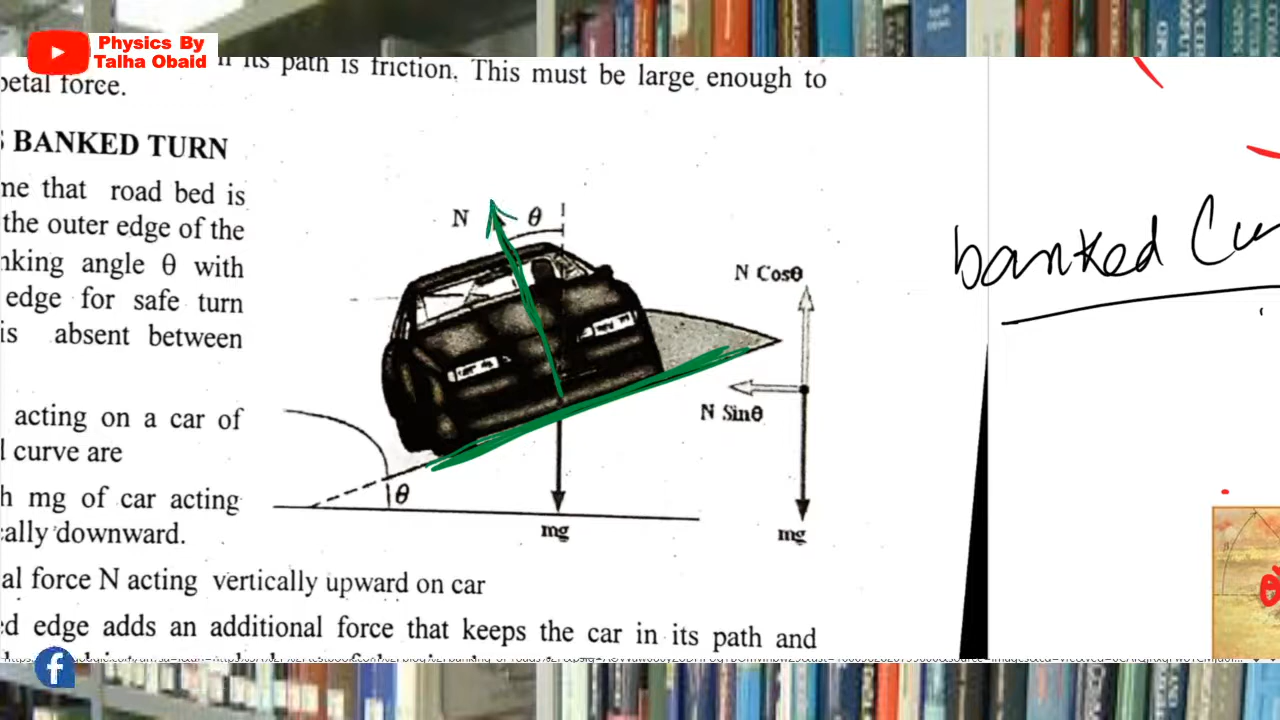 Physics By
Talha Obaid
its path is friction. This must be large enough to
petal force.
BANKED TURN
me that road bed is
the outer edge of the
nking angle θ with
edge for safe turn
is absent between
acting on a car of
l curve are
h mg of car acting
cally downward.
al force N acting vertically upward on car
ed edge adds an additional force that keeps the car in its path and
N
θ
N Cosθ
N Sinθ
θ
mg
mg
banked Cu